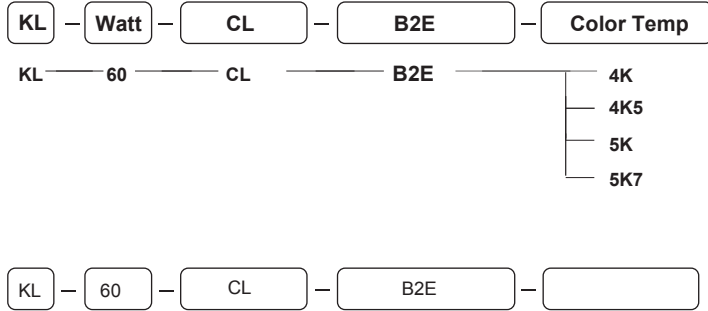 KL – Watt – CL – B2E – Color Temp
KL 60 CL B2E 4K
4K5
5K
5K7
KL – 60 – CL – B2E –